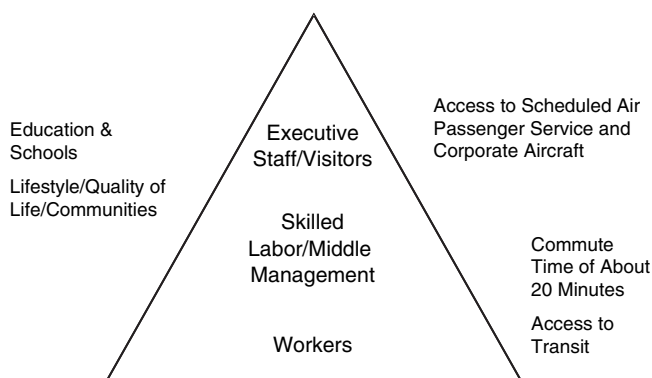 Education &
Schools
Lifestyle/Quality of
Life/Communities
Executive
Staff/Visitors
Skilled
Labor/Middle
Management
Workers
Access to Scheduled Air
Passenger Service and
Corporate Aircraft
Commute
Time of About
20 Minutes
Access to
Transit